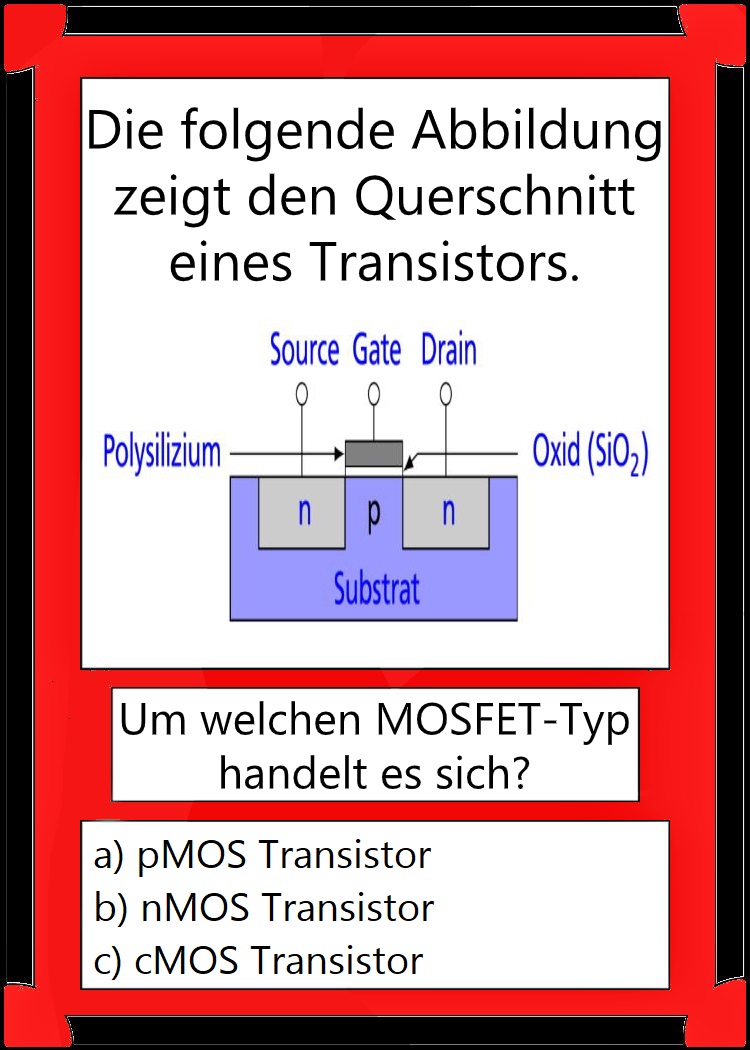 Die folgende Abbildung
zeigt den Querschnitt
eines Transistors.
Source Gate Drain
Polysilizium
Oxid (SiO₂)
n p n
Substrat
Um welchen MOSFET-Typ
handelt es sich?
a) pMOS Transistor
b) nMOS Transistor
c) cMOS Transistor